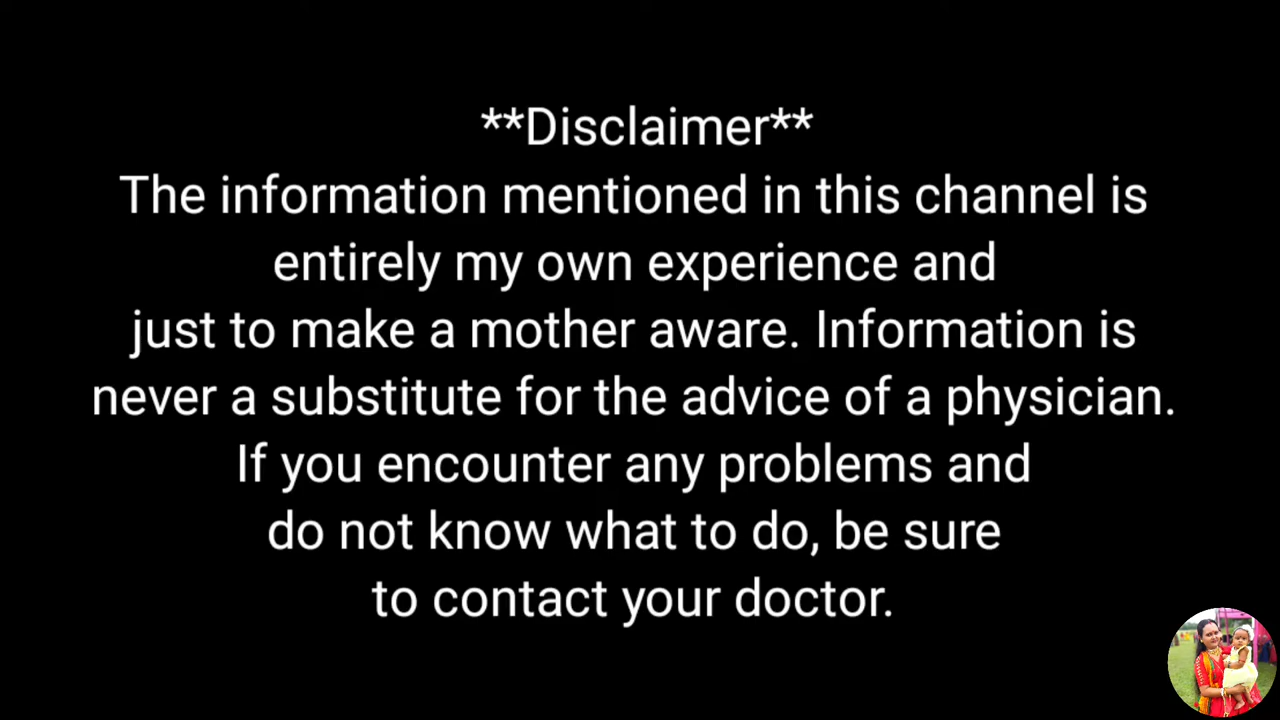 **Disclaimer**
The information mentioned in this channel is
entirely my own experience and
just to make a mother aware. Information is
never a substitute for the advice of a physician.
If you encounter any problems and
do not know what to do, be sure
to contact your doctor.